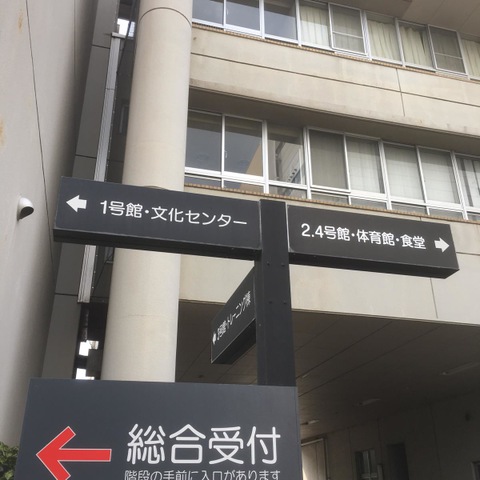 1号館・文化センター
2.4号館・体育館・食堂
総合受付
階段の手前に入口があります